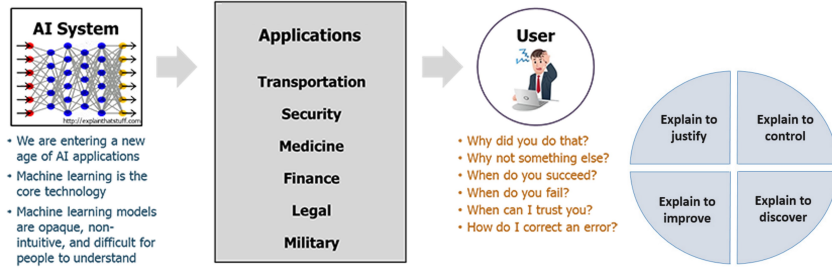 AI System
http://explainthatstuff.com
• We are entering a new
age of AI applications
• Machine learning is the
core technology
• Machine learning models
are opaque, non-
intuitive, and difficult for
people to understand
Applications
Transportation
Security
Medicine
Finance
Legal
Military
User
• Why did you do that?
• Why not something else?
• When do you succeed?
• When do you fail?
• When can I trust you?
• How do I correct an error?
Explain to
justify
Explain to
control
Explain to
improve
Explain to
discover